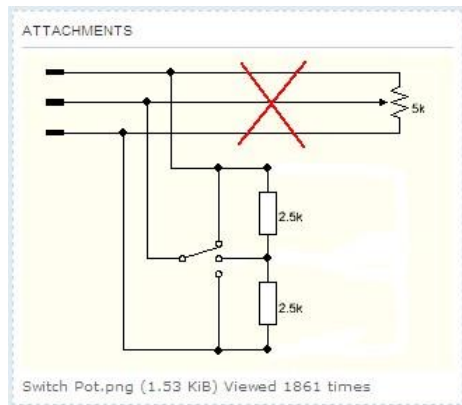 ATTACHMENTS
5k
2.5k
2.5k
Switch Pot.png (1.53 KiB) Viewed 1861 times